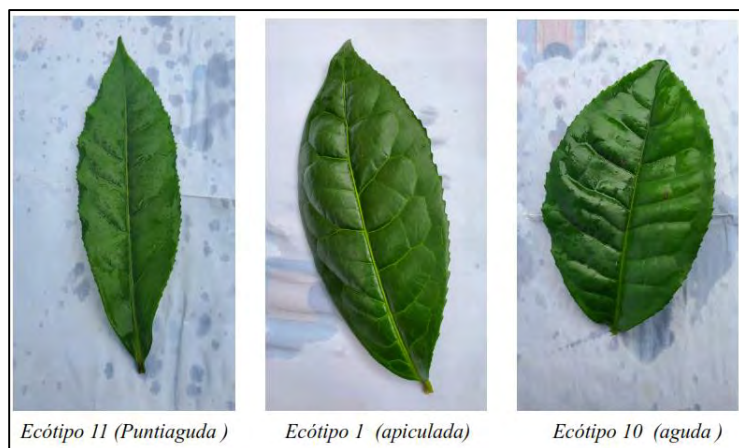 Ecótipo 11 (Puntiaguda )
Ecótipo 1 (apiculada)
Ecótipo 10 (aguda )